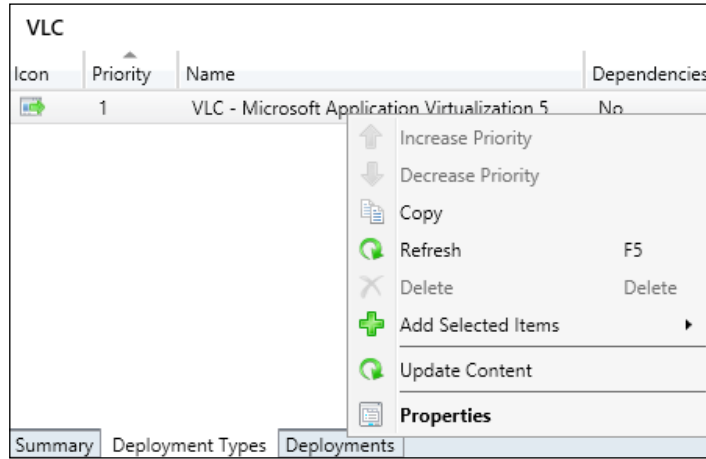 VLC
Icon Priority Name Dependencies
1 VLC - Microsoft Application Virtualization 5 No
Increase Priority
Decrease Priority
Copy
Refresh F5
Delete Delete
Add Selected Items
Update Content
Properties
Summary Deployment Types Deployments